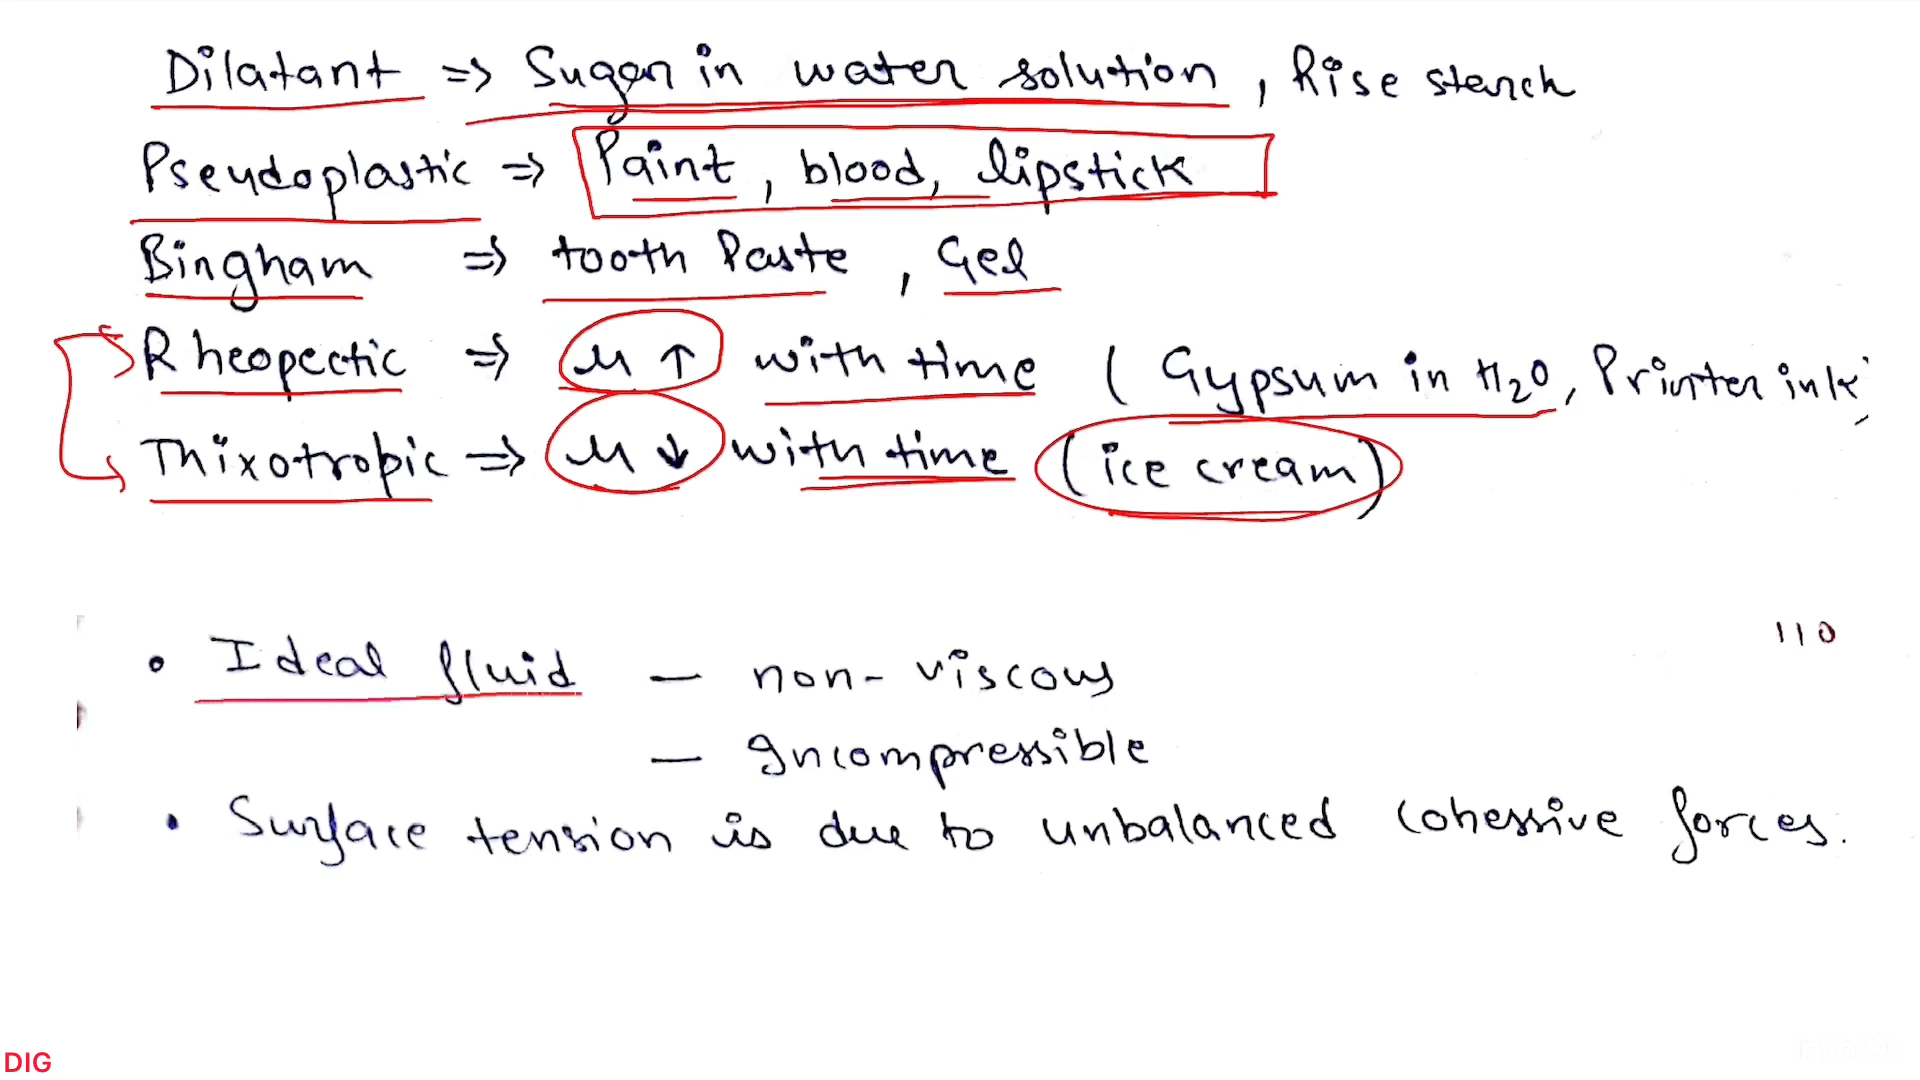 Dilatant => Sugar in water solution, Rise starch
Pseudoplastic => Paint, blood, lipstick
Bingham => tooth Paste, Gel
Rheopectic => μ ↑ with time (Gypsum in H₂O, Printer ink)
Thixotropic => μ ↓ with time (ice cream)
110
• Ideal fluid — non-viscous
— Incompressible
• Surface tension is due to unbalanced cohessive forces.
DIG